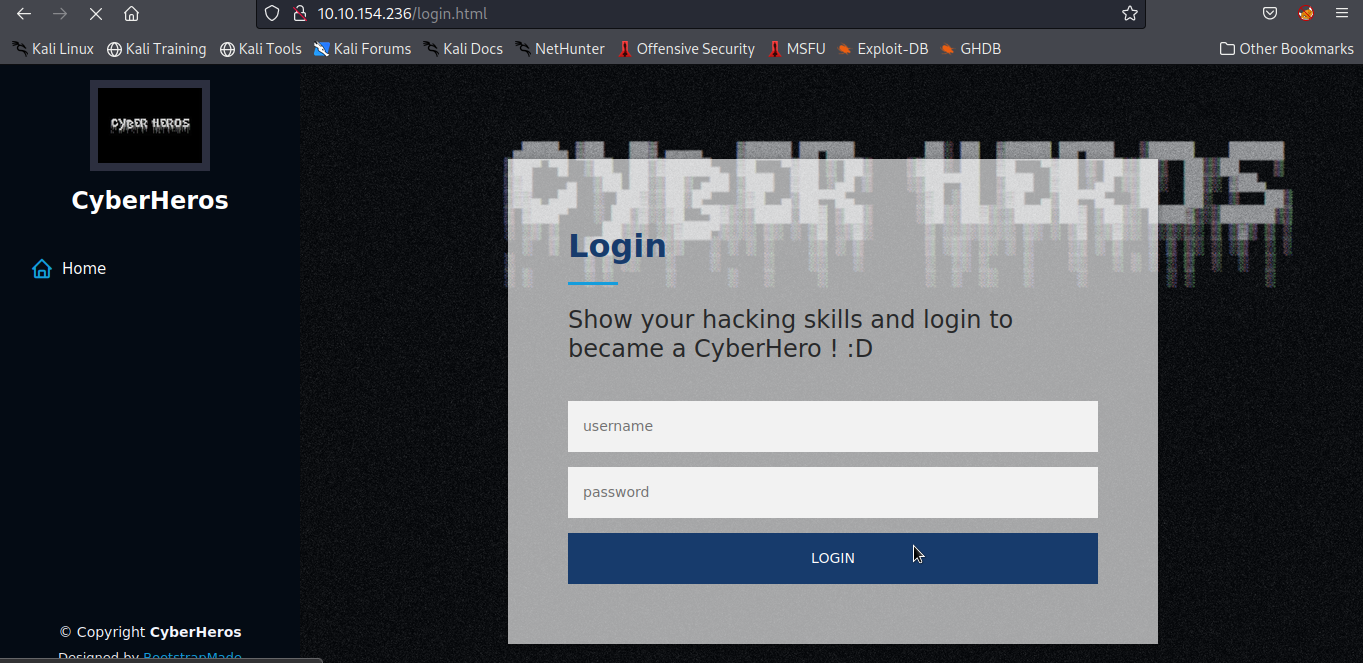 10.10.154.236/login.html
Kali Linux Kali Training Kali Tools Kali Forums Kali Docs NetHunter Offensive Security MSFU Exploit-DB GHDB Other Bookmarks
CYBER HEROS
CyberHeros
Home
CYBER HEROS
Login
Show your hacking skills and login to
became a CyberHero ! :D
username
password
LOGIN
© Copyright CyberHeros
Designed by BootstrapMade